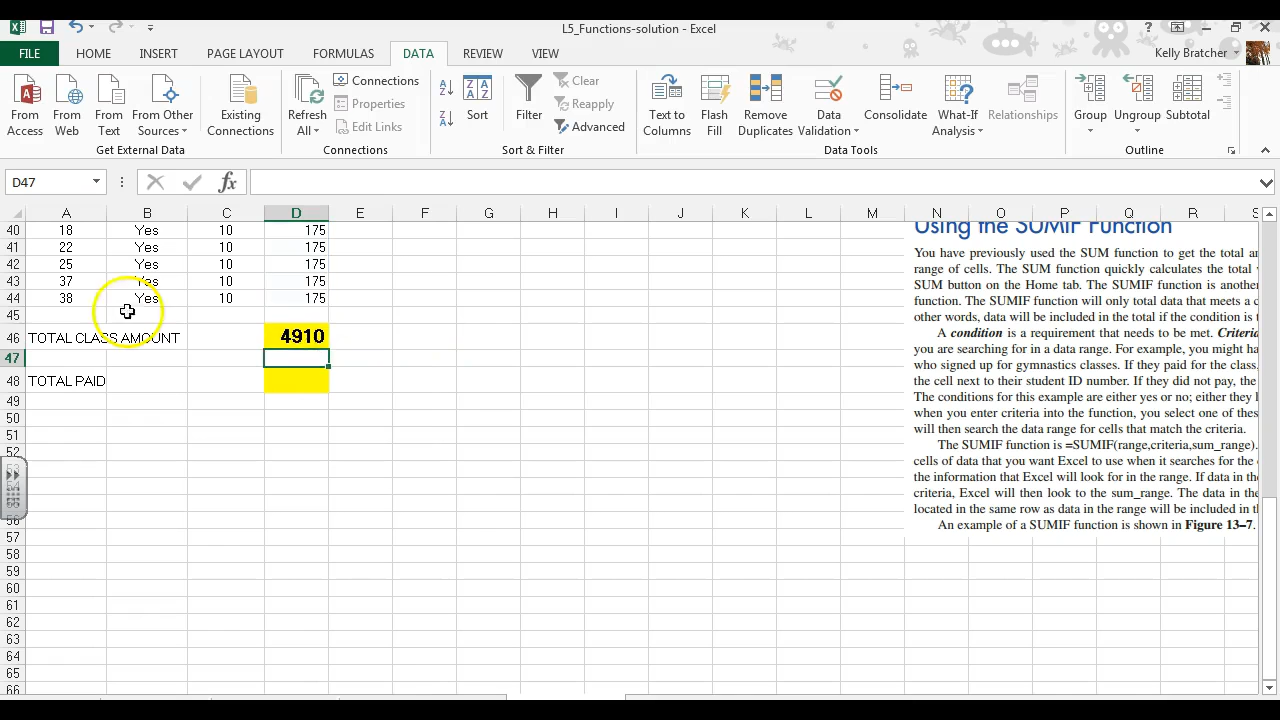 L5_Functions-solution - Excel
?
FILE HOME INSERT PAGE LAYOUT FORMULAS DATA REVIEW VIEW Kelly Bratcher
From Access
From Web
From Text
From Other Sources
Existing Connections
Get External Data
Refresh All
Connections
Properties
Edit Links
Connections
Sort
Filter
Clear
Reapply
Advanced
Sort & Filter
Text to Columns
Flash Fill
Remove Duplicates
Data Validation
Consolidate
What-If Analysis
Relationships
Data Tools
Group
Ungroup
Subtotal
Outline
D47 fx
A B C D E F G H I J K L M N O P Q R S
40 18 Yes 10 175
41 22 Yes 10 175
42 25 Yes 10 175
43 37 Yes 10 175
44 38 Yes 10 175
45
46 TOTAL CLASS AMOUNT 4910
47
48 TOTAL PAID
49
50
51
52
53
54
55
56
57
58
59
60
61
62
63
64
65
66
Using the SUMIF Function
You have previously used the SUM function to get the total
range of cells. The SUM function quickly calculates the total
SUM button on the Home tab. The SUMIF function is another
function. The SUMIF function will only total data that meets a
other words, data will be included in the total if the condition is
A condition is a requirement that needs to be met.
you are searching for in a data range. For example, you might
who signed up for gymnastics classes. If they paid for the class,
the cell next to their student ID number. If they did not pay, the
The conditions for this example are either yes or no; either they
when you enter criteria into the function, you select one of
will then search the data range for cells that match the criteria.
The SUMIF function is =SUMIF(range,criteria,sum_range).
cells of data that you want Excel to use when it searches for the
the information that Excel will look for in the range. If data in the
criteria, Excel will then look to the sum_range. The data in the
located in the same row as data in the range will be included in
An example of a SUMIF function is shown in Figure 13–7.